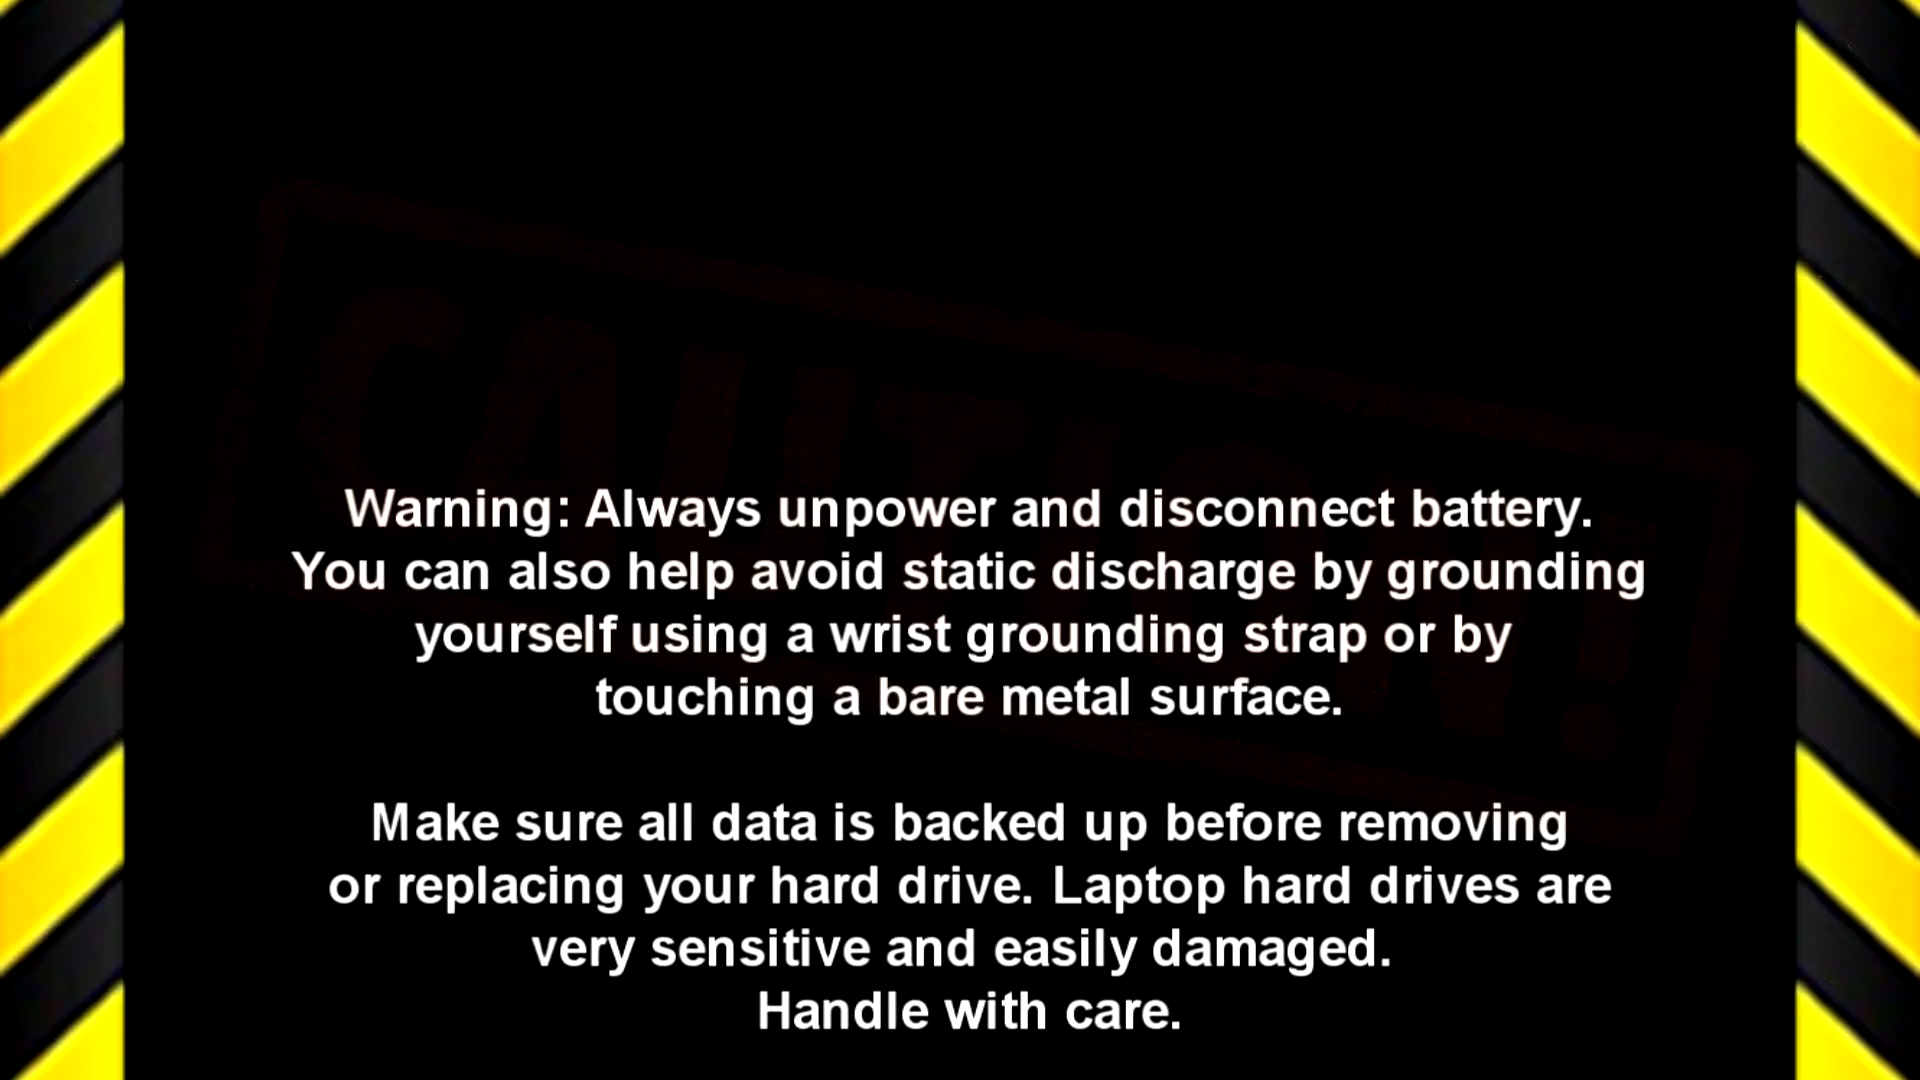 CAUTION!
Warning: Always unpower and disconnect battery.
You can also help avoid static discharge by grounding
yourself using a wrist grounding strap or by
touching a bare metal surface.
Make sure all data is backed up before removing
or replacing your hard drive. Laptop hard drives are
very sensitive and easily damaged.
Handle with care.